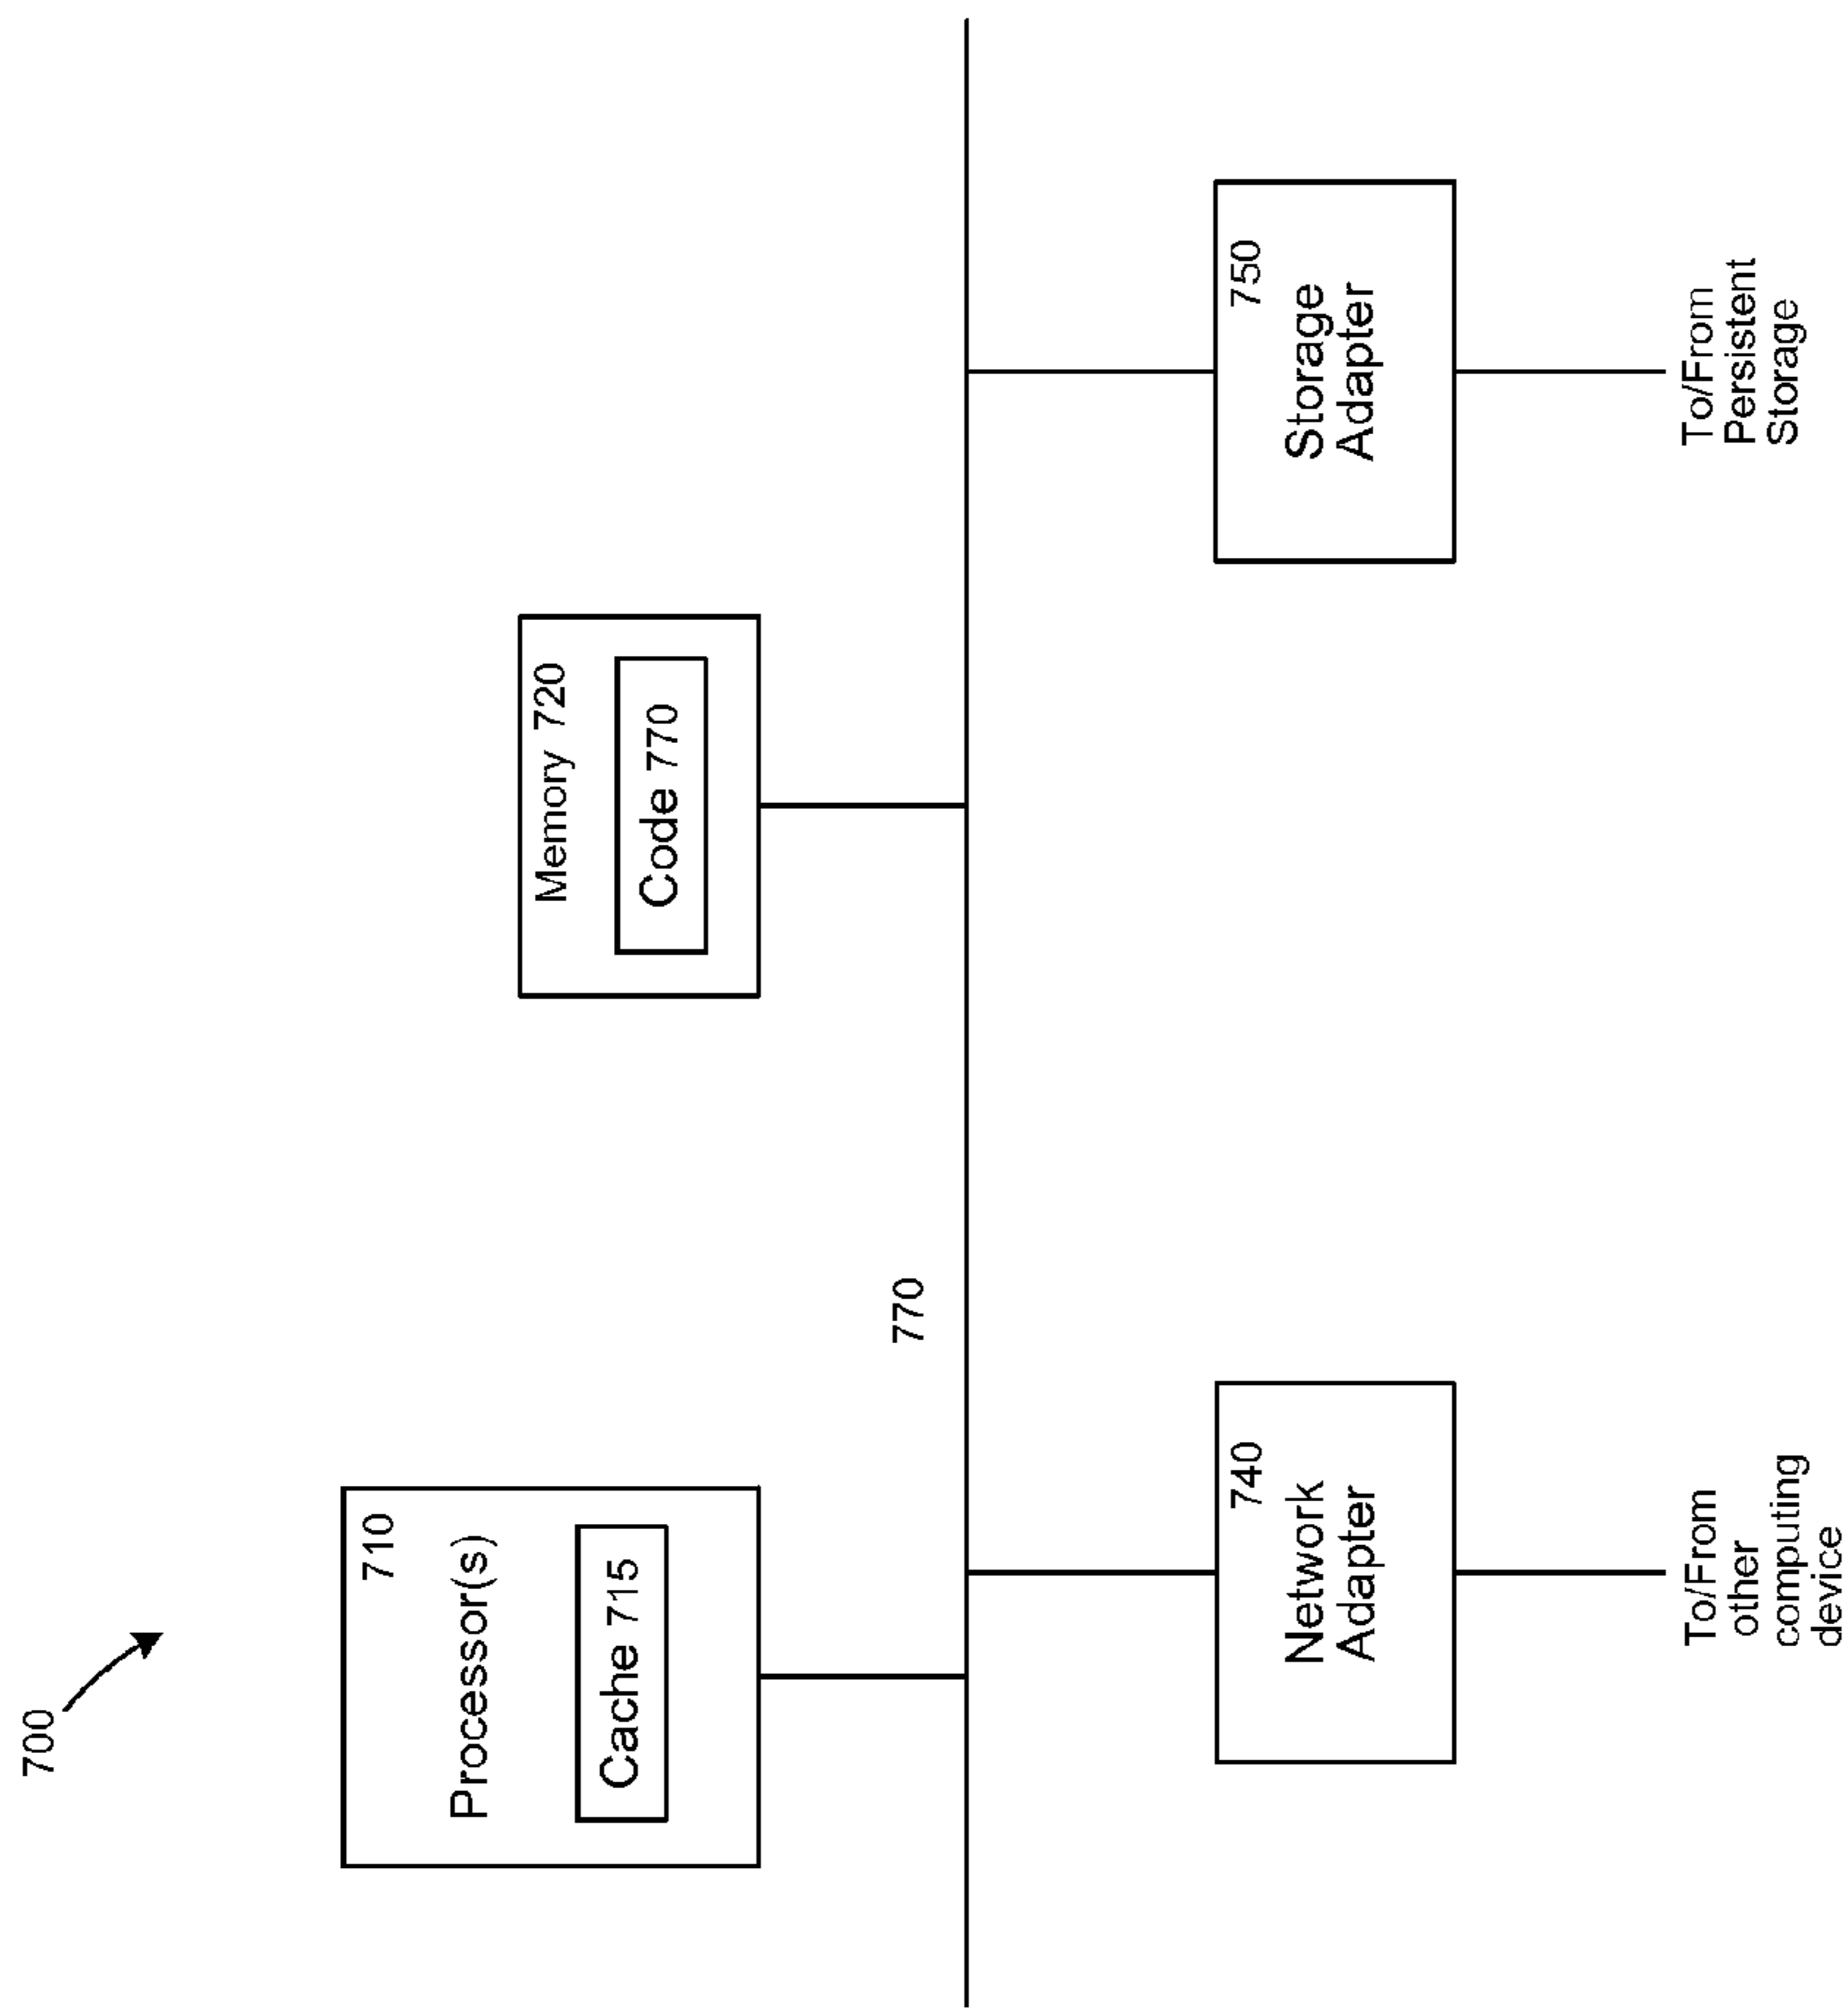 700
710
Processor(s)
Cache 715
Memory 720
Code 770
770
740
Network
Adapter
750
Storage
Adapter
To/From
other
computing
device
To/From
Persistent
Storage